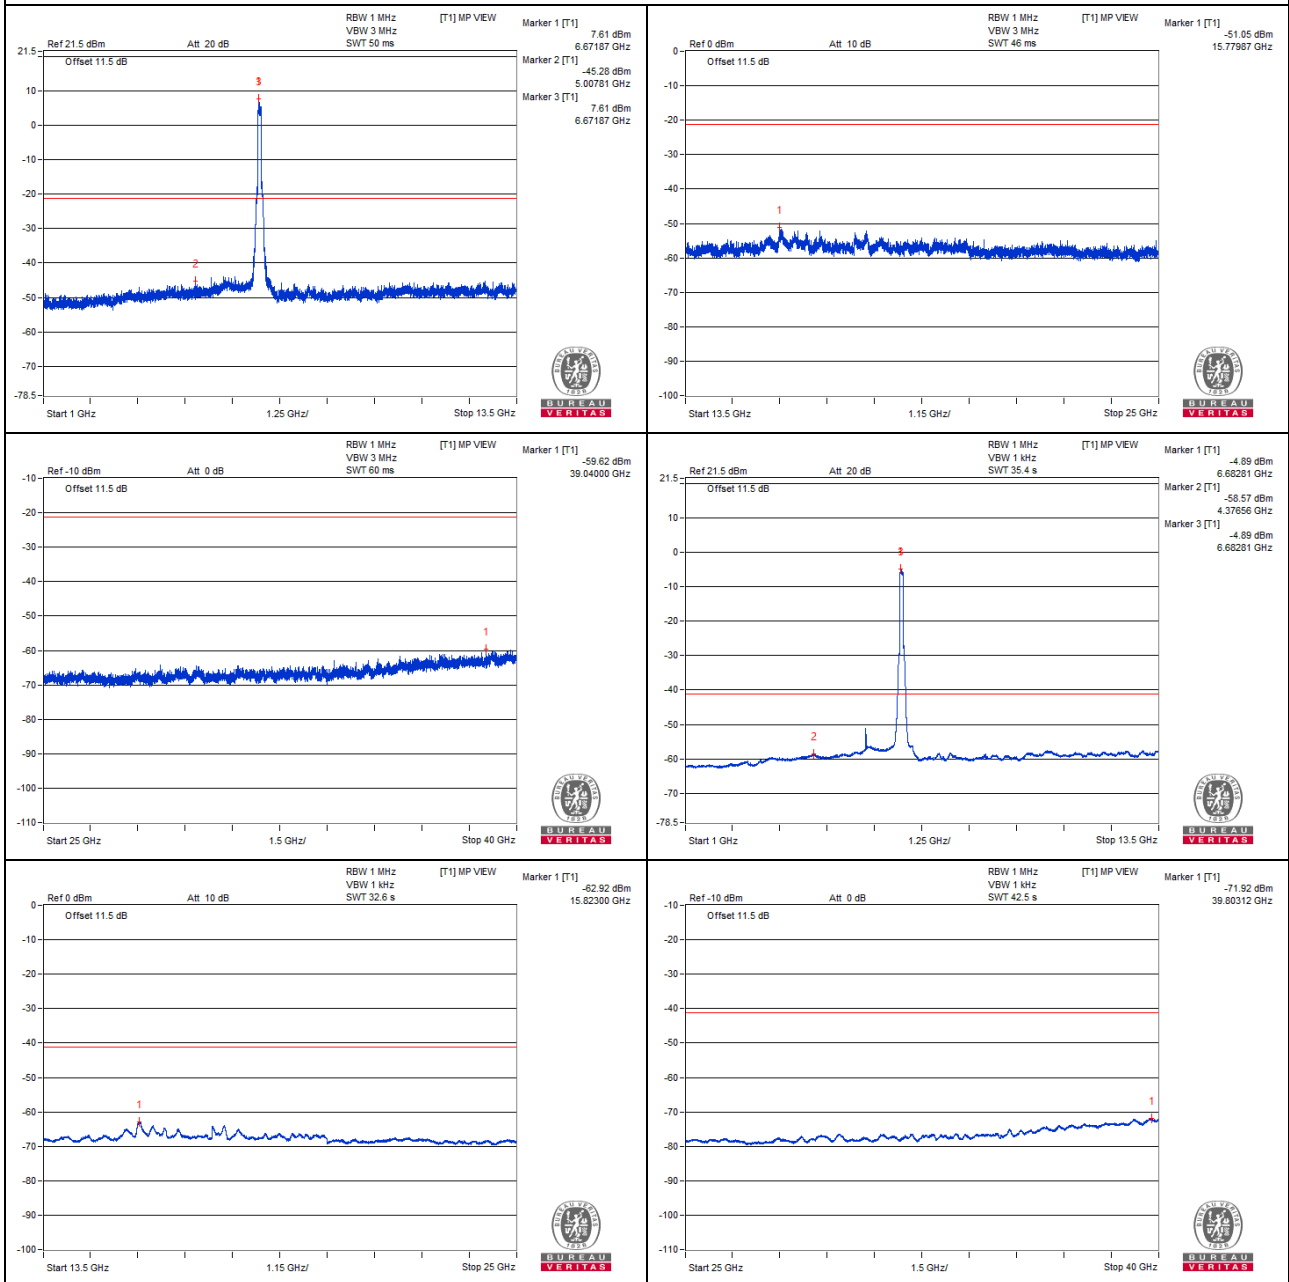 RBW 1 MHz [T1] MP VIEW Marker 1 [T1]
VBW 3 MHz 7.61 dBm
Ref 21.5 dBm Att 20 dB SWT 50 ms 6.67187 GHz
Marker 2 [T1]
-45.28 dBm
5.00781 GHz
Marker 3 [T1]
7.61 dBm
6.67187 GHz
21.5
Offset 11.5 dB
10
0
-10
-20
-30
-40
-50
-60
-70
-78.5
2
Start 1 GHz 1.25 GHz/ Stop 13.5 GHz
BUREAU
VERITAS
RBW 1 MHz [T1] MP VIEW Marker 1 [T1]
VBW 3 MHz -51.05 dBm
Ref 0 dBm Att 10 dB SWT 46 ms 15.77987 GHz
0
Offset 11.5 dB
-10
-20
-30
-40
-50
-60
-70
-80
-90
-100
1
Start 13.5 GHz 1.15 GHz/ Stop 25 GHz
BUREAU
VERITAS
RBW 1 MHz [T1] MP VIEW Marker 1 [T1]
VBW 3 MHz -59.62 dBm
Ref -10 dBm Att 0 dB SWT 60 ms 39.04000 GHz
-10
Offset 11.5 dB
-20
-30
-40
-50
-60
-70
-80
-90
-100
-110
1
Start 25 GHz 1.5 GHz/ Stop 40 GHz
BUREAU
VERITAS
RBW 1 MHz [T1] MP VIEW Marker 1 [T1]
VBW 1 kHz -4.89 dBm
Ref 21.5 dBm Att 20 dB SWT 35.4 s 6.68281 GHz
Marker 2 [T1]
-58.57 dBm
4.37656 GHz
Marker 3 [T1]
-4.89 dBm
6.68281 GHz
21.5
Offset 11.5 dB
10
0
-10
-20
-30
-40
-50
-60
-70
-78.5
2
Start 1 GHz 1.25 GHz/ Stop 13.5 GHz
BUREAU
VERITAS
RBW 1 MHz [T1] MP VIEW Marker 1 [T1]
VBW 1 kHz -62.92 dBm
Ref 0 dBm Att 10 dB SWT 32.6 s 15.82300 GHz
0
Offset 11.5 dB
-10
-20
-30
-40
-50
-60
-70
-80
-90
-100
1
Start 13.5 GHz 1.15 GHz/ Stop 25 GHz
BUREAU
VERITAS
RBW 1 MHz [T1] MP VIEW Marker 1 [T1]
VBW 1 kHz -71.92 dBm
Ref -10 dBm Att 0 dB SWT 42.5 s 39.80312 GHz
-10
Offset 11.5 dB
-20
-30
-40
-50
-60
-70
-80
-90
-100
-110
1
Start 25 GHz 1.5 GHz/ Stop 40 GHz
BUREAU
VERITAS